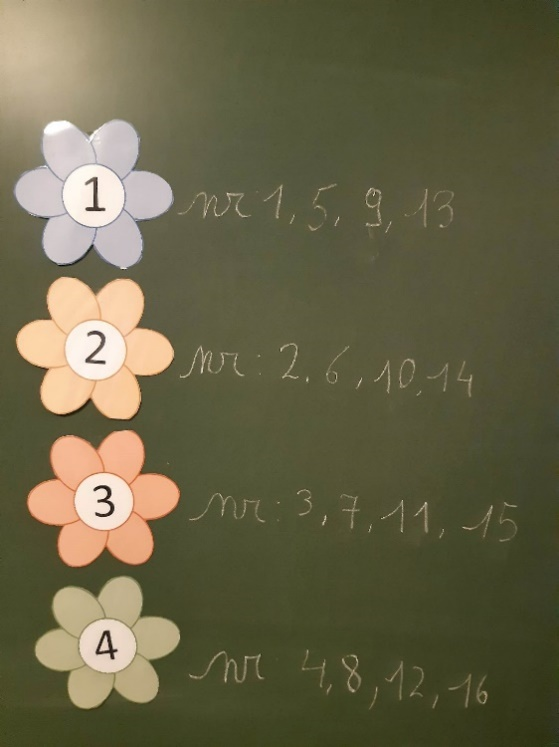 1 nr 1, 5, 9, 13
2 nr: 2, 6, 10, 14
3 nr: 3, 7, 11, 15
4 nr 4, 8, 12, 16